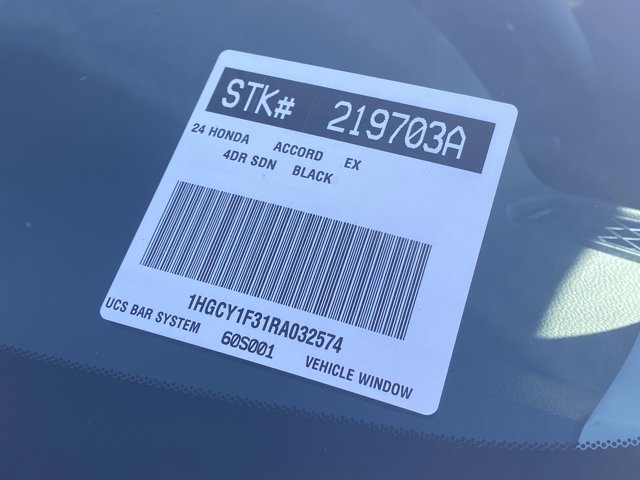 STK# 219703A
24 HONDA ACCORD EX
4DR SDN BLACK
1HGCY1F31RA032574
UCS BAR SYSTEM 60S001 VEHICLE WINDOW